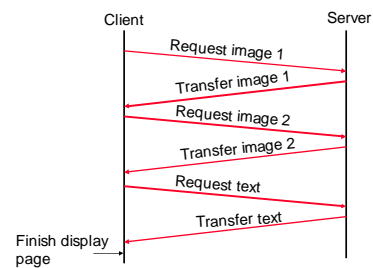 Client
Server
Request image 1
Transfer image 1
Request image 2
Transfer image 2
Request text
Transfer text
Finish display
page